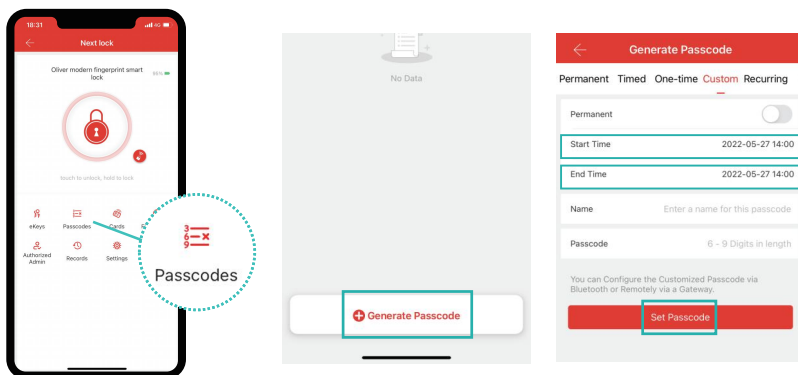 18:31
4G
Next lock
Oliver modern fingerprint smart
lock
touch to unlock, hold to lock
eKeys
Passcodes
Cards
Authorized
Admin
Records
Settings
3
6
9
Passcodes
No Data
Generate Passcode
Generate Passcode
Permanent Timed One-time Custom Recurring
Permanent
Start Time 2022-05-27 14:00
End Time 2022-05-27 14:00
Name Enter a name for this passcode
Passcode 6 - 9 Digits in length
You can Configure the Customized Passcode via
Bluetooth or Remotely via a Gateway.
Set Passcode